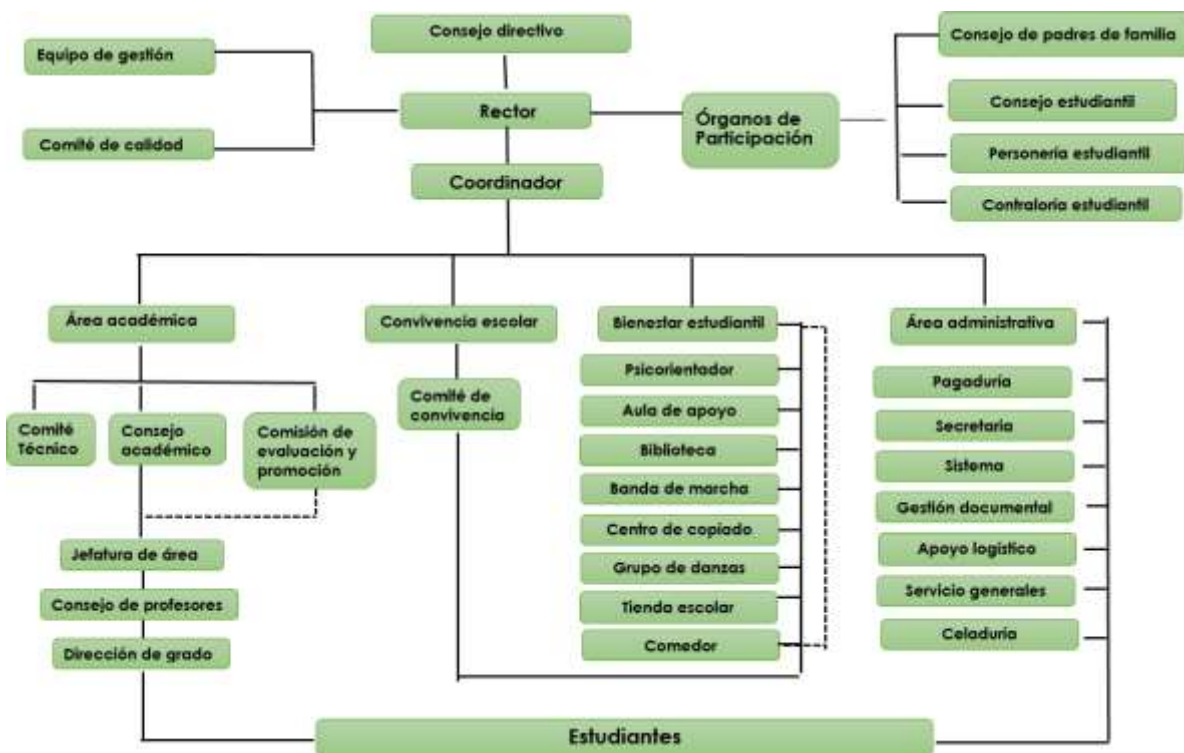 Consejo directivo
Equipo de gestión
Comité de calidad
Rector
Coordinador
Órganos de
Participación
Consejo de padres de familia
Consejo estudiantil
Personería estudiantil
Contraloría estudiantil
Área académica
Comité
Técnico
Consejo
académico
Comisión de
evaluación y
promoción
Jefatura de área
Consejo de profesores
Dirección de grado
Convivencia escolar
Comité de
convivencia
Bienestar estudiantil
Psicorientador
Aula de apoyo
Biblioteca
Banda de marcha
Centro de copiado
Grupo de danzas
Tienda escolar
Comedor
Área administrativa
Pagaduría
Secretaria
Sistema
Gestión documental
Apoyo logístico
Servicio generales
Celaduría
Estudiantes